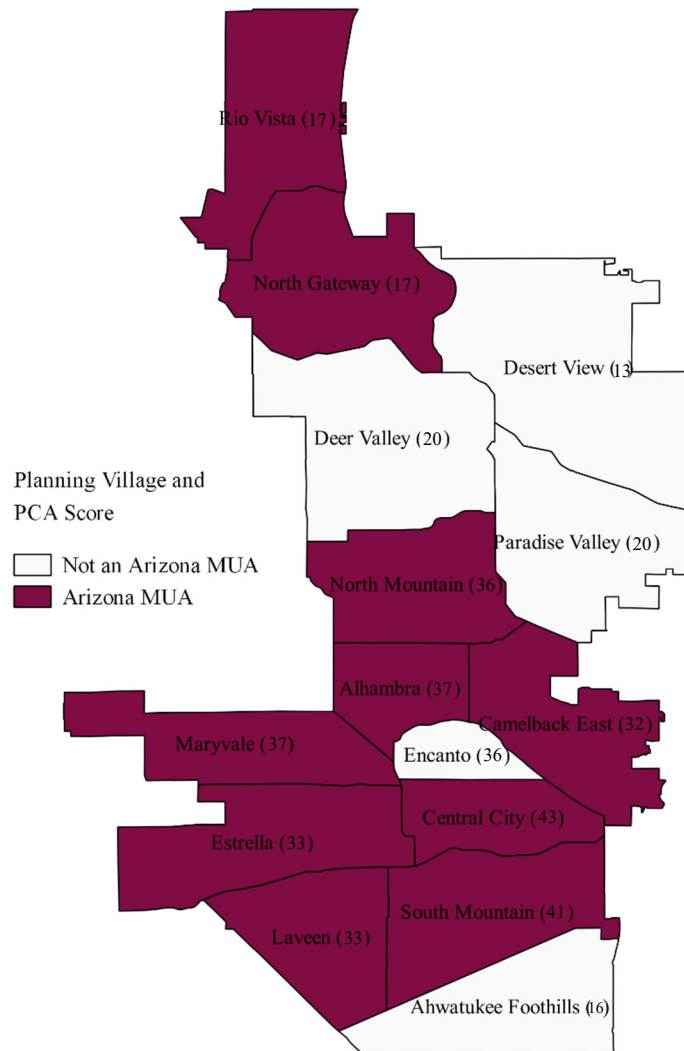 Rio Vista (17)
North Gateway (17)
Desert View (13)
Deer Valley (20)
Planning Village and
PCA Score
Not an Arizona MUA
Arizona MUA
Paradise Valley (20)
North Mountain (36)
Alhambra (37)
Camelback East (32)
Maryvale (37)
Encanto (36)
Central City (43)
Estrella (33)
South Mountain (41)
Laveen (33)
Ahwatukee Foothills (16)